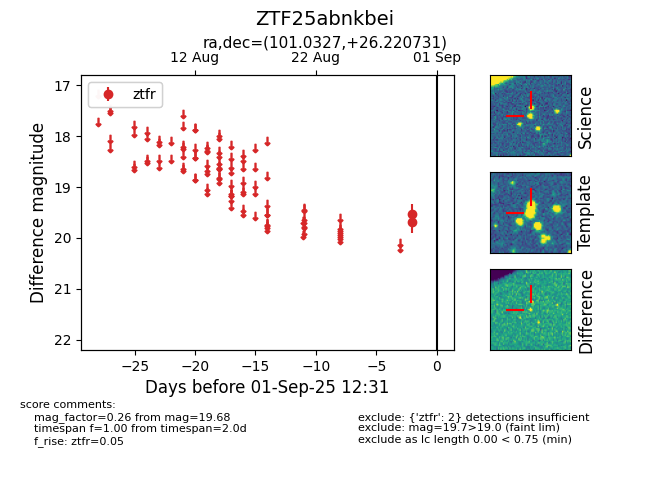 ZTF25abnkbei
ra,dec=(101.0327,+26.220731)
12 Aug 22 Aug 01 Sep
ztfr
17
18
19
20
21
22
Difference magnitude
−25 −20 −15 −10 −5 0
Days before 01-Sep-25 12:31
Science
Template
Difference
score comments:
mag_factor=0.26 from mag=19.68
timespan f=1.00 from timespan=2.0d
f_rise: ztfr=0.05
exclude: {'ztfr': 2} detections insufficient
exclude: mag=19.7>19.0 (faint lim)
exclude as lc length 0.00 < 0.75 (min)